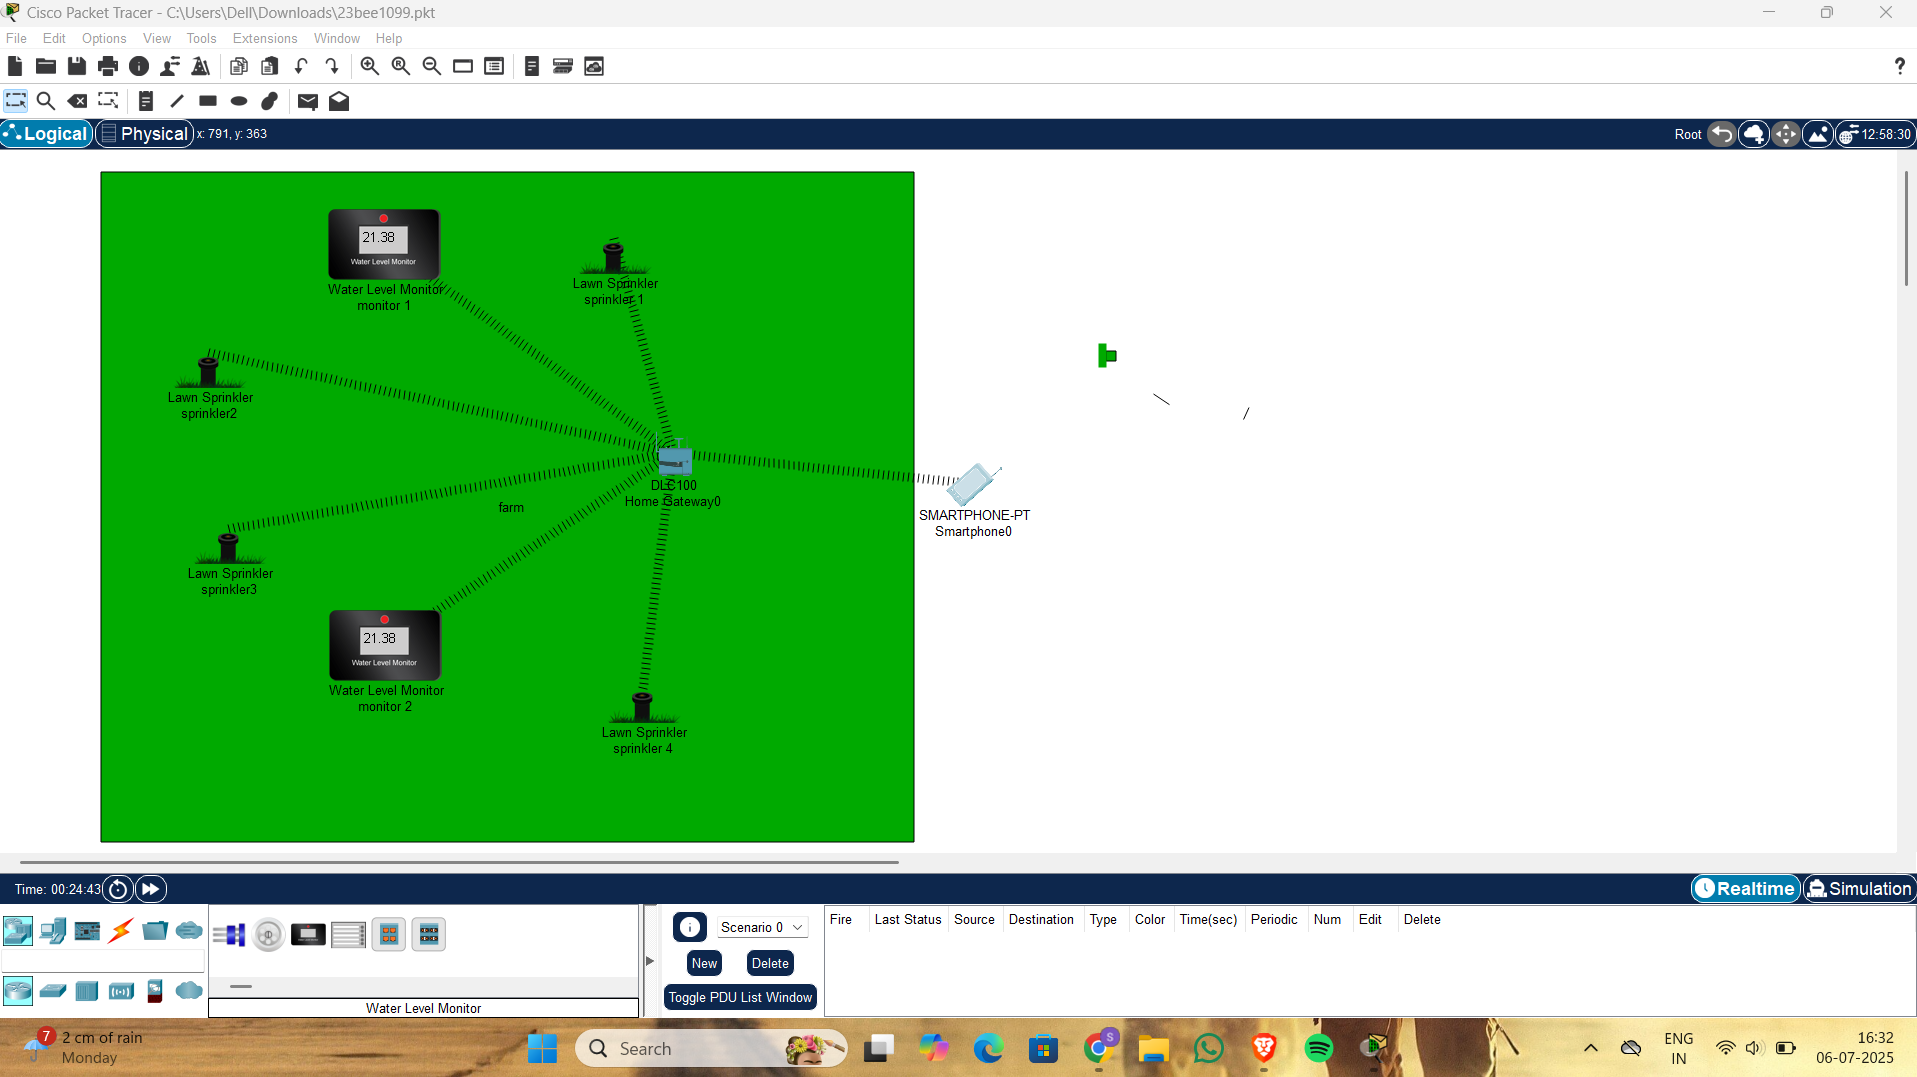 Cisco Packet Tracer - C:\Users\Dell\Downloads\23bee1099.pkt
File Edit Options View Tools Extensions Window Help
?
Logical Physical x: 791, y: 363 Root 12:58:30
21.38
Water Level Monitor
Water Level Monitor
monitor 1
Lawn Sprinkler
sprinkler 1
Lawn Sprinkler
sprinkler2
DLC100
Home Gateway0
farm
SMARTPHONE-PT
Smartphone0
Lawn Sprinkler
sprinkler3
21.38
Water Level Monitor
Water Level Monitor
monitor 2
Lawn Sprinkler
sprinkler 4
Time: 00:24:43 Realtime Simulation
Scenario 0
New Delete
Toggle PDU List Window
Fire Last Status Source Destination Type Color Time(sec) Periodic Num Edit Delete
Water Level Monitor
7
2 cm of rain
Monday
Search
S
ENG
IN
16:32
06-07-2025